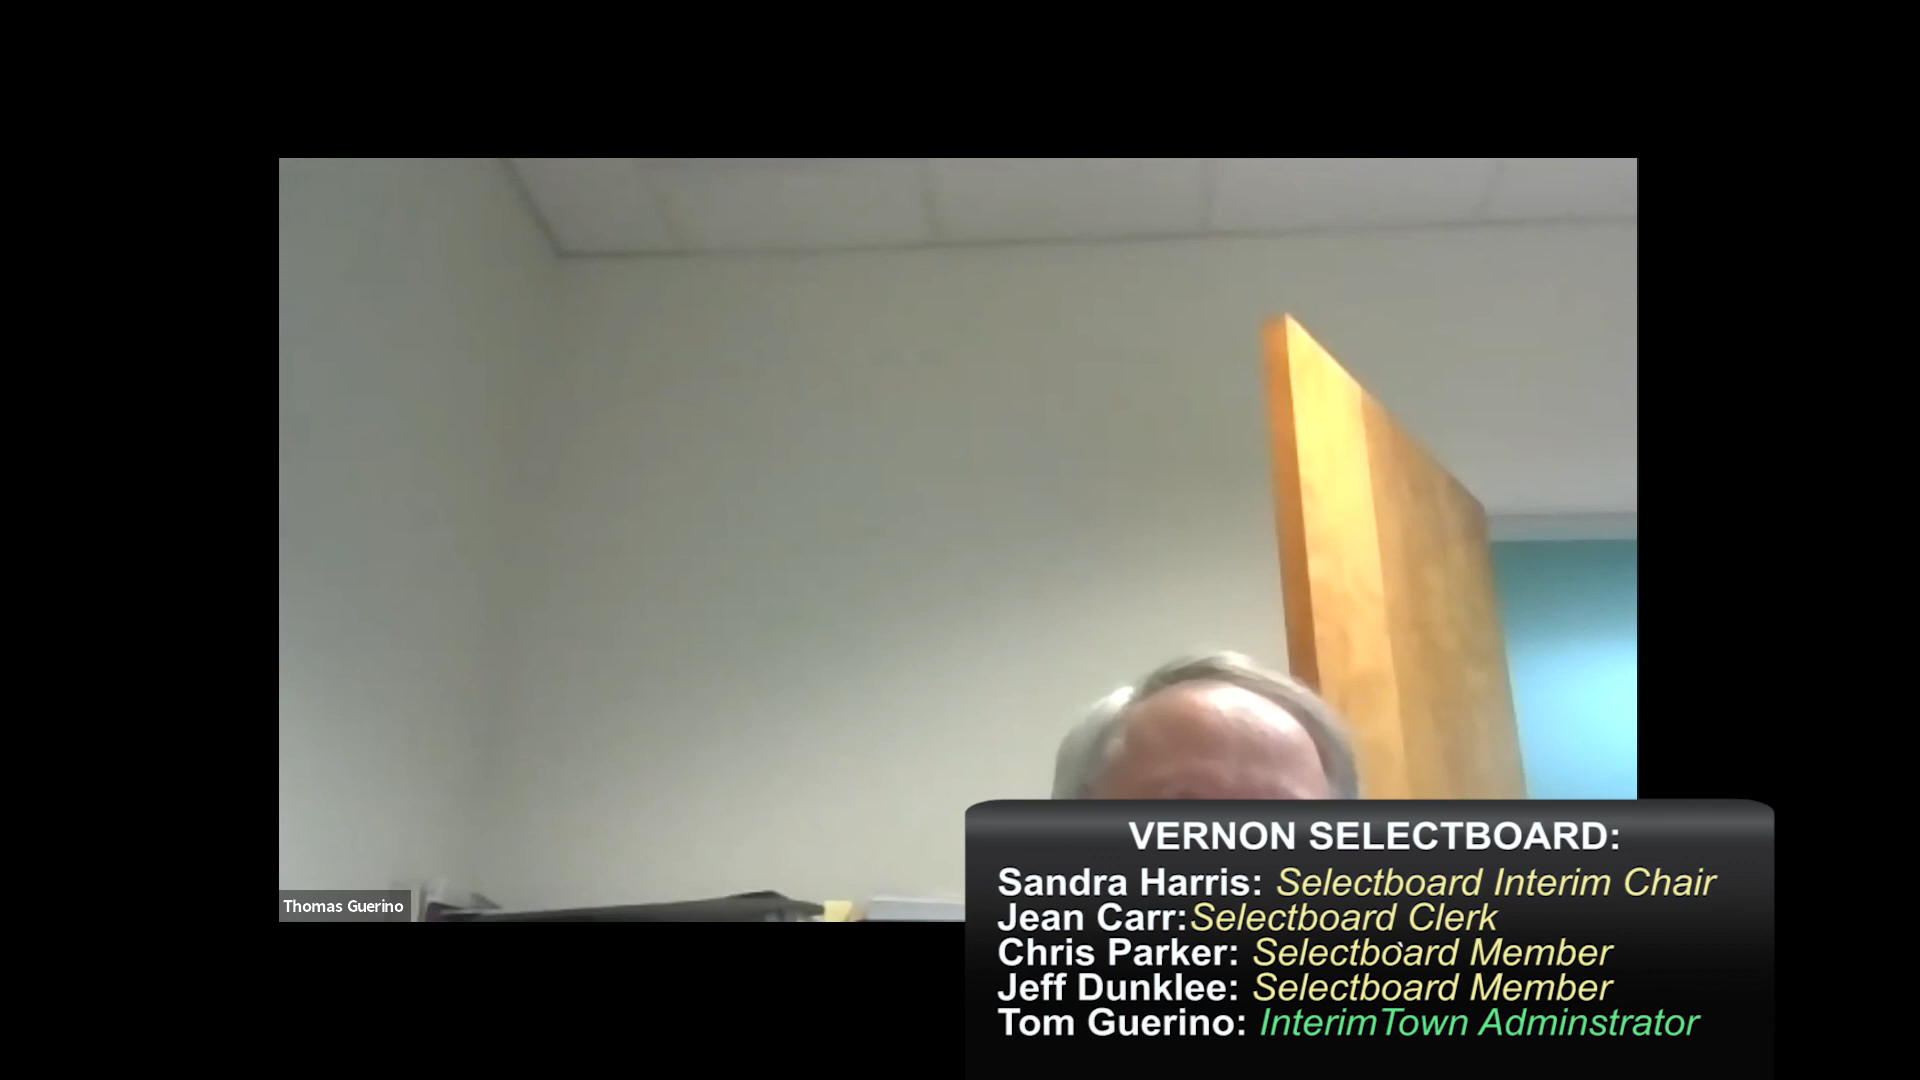 Thomas Guerino
VERNON SELECTBOARD:
Sandra Harris: Selectboard Interim Chair
Jean Carr:Selectboard Clerk
Chris Parker: Selectboard Member
Jeff Dunklee: Selectboard Member
Tom Guerino: InterimTown Adminstrator